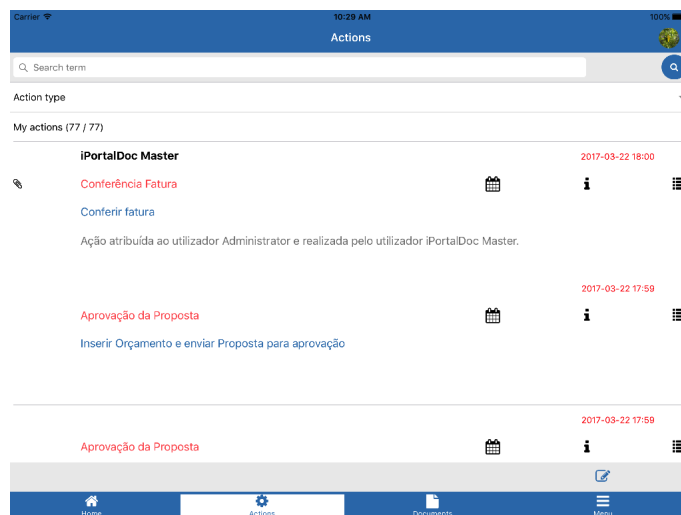 Carrier 10:29 AM 100%
Actions
Search term
Action type
My actions (77 / 77)
iPortalDoc Master 2017-03-22 18:00
Conferência Fatura
Conferir fatura
Ação atribuída ao utilizador Administrator e realizada pelo utilizador iPortalDoc Master.
2017-03-22 17:59
Aprovação da Proposta
Inserir Orçamento e enviar Proposta para aprovação
2017-03-22 17:59
Aprovação da Proposta
Home Actions Documents Menu